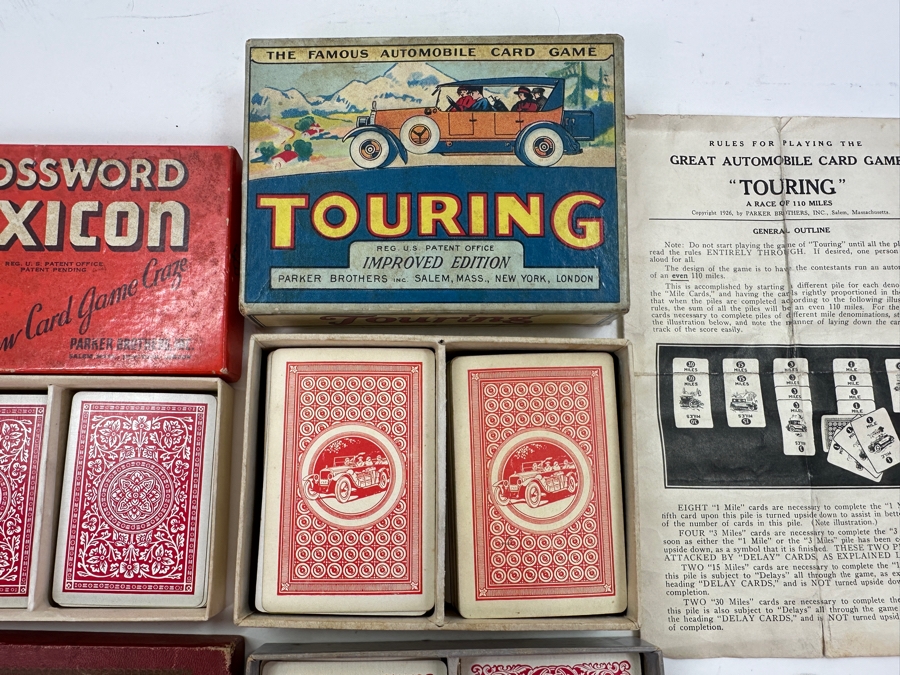 OSSWORD
XICON
REG. U. S. PATENT OFFICE.
PATENT PENDING
Card Game Craze
PARKER BROTHERS, INC.
THE FAMOUS AUTOMOBILE CARD GAME
TOURING
REG. U.S. PATENT OFFICE
IMPROVED EDITION
PARKER BROTHERS INC. SALEM, MASS., NEW YORK, LONDON
RULES FOR PLAYING THE
GREAT AUTOMOBILE CARD GAME
"TOURING"
A RACE OF 110 MILES
Copyright 1926, by PARKER BROTHERS, INC., Salem, Massachusetts.
GENERAL OUTLINE
Note: Do not start playing the game of "Touring" until all the
read the rules ENTIRELY THROUGH. If desired, one person
aloud for all.
The design of the game is to have the contestants run an
of an even 110 miles.
This is accomplished by starting a different pile for each
the "Mile Cards," and having the cards rightly proportioned in the
that when the piles are completed according to the following
rules, the sum of all the piles will be an even 110 miles. For the
cards necessary to complete piles of different mile denominations,
the illustration below, and note the manner of laying down the
track of the score easily.
30 MILES
15 MILES
3 MILES
1 MILE
EIGHT "1 Mile" cards are necessary to complete the "1
fifth card upon this pile is turned upside down to assist in
of the number of cards in this pile. (Note illustration.)
FOUR "3 Miles" cards are necessary to complete the "3
soon as either the "1 Mile" or the "3 Miles" pile has been
upside down, as a symbol that it is finished. THESE TWO
ATTACKED BY "DELAY" CARDS, AS EXPLAINED
TWO "15 Miles" cards are necessary to complete the
this pile is subject to "Delays" all through the game, as
heading "DELAY CARDS," and is NOT turned upside
completion.
TWO "30 Miles" cards are necessary to complete the
this pile is also subject to "Delays" all through the game
the heading "DELAY CARDS," and is NOT turned
of completion.